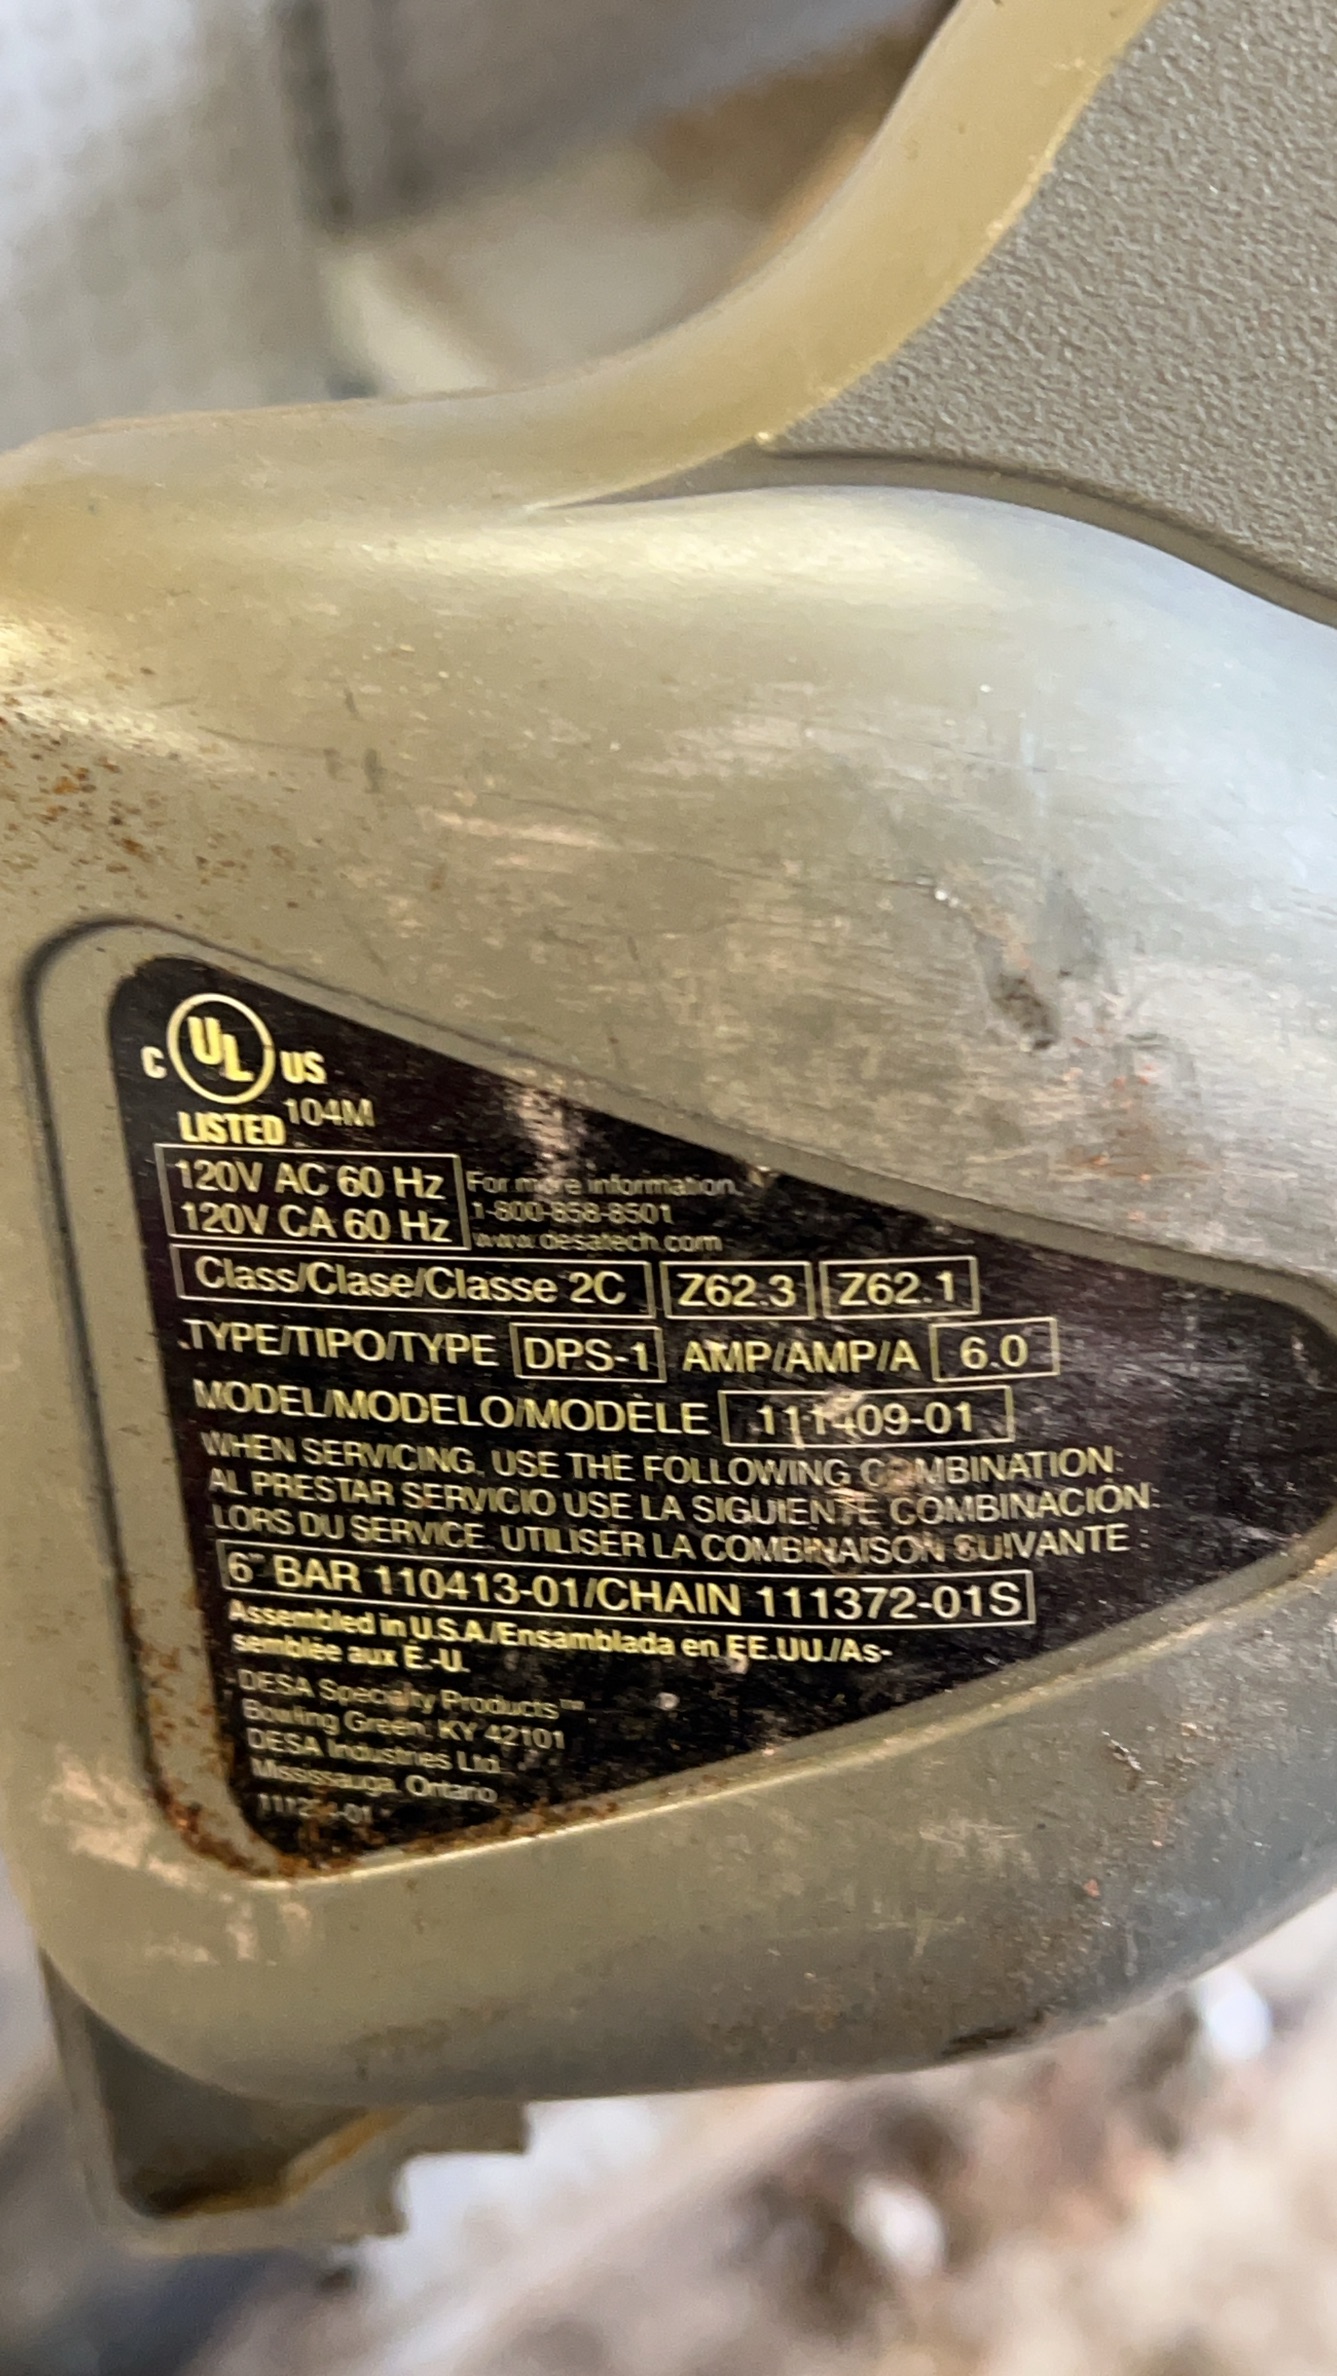 C UL US
LISTED 104M
120V AC 60 Hz
120V CA 60 Hz
For more information,
1-800-858-8501
www.desatech.com
Class/Clase/Classe 2C Z62.3 Z62.1
TYPE/TIPO/TYPE DPS-1 AMP/AMP/A 6.0
MODEL/MODELO/MODÈLE 111409-01
WHEN SERVICING, USE THE FOLLOWING COMBINATION:
AL PRESTAR SERVICIO USE LA SIGUIENTE COMBINACIÓN:
LORS DU SERVICE, UTILISER LA COMBINAISON SUIVANTE :
6" BAR 110413-01/CHAIN 111372-01S
Assembled in U.S.A./Ensamblada en EE.UU./As-
semblée aux É.-U.
DESA Specialty Products™
Bowling Green, KY 42101
DESA Industries Ltd.
Mississauga, Ontario